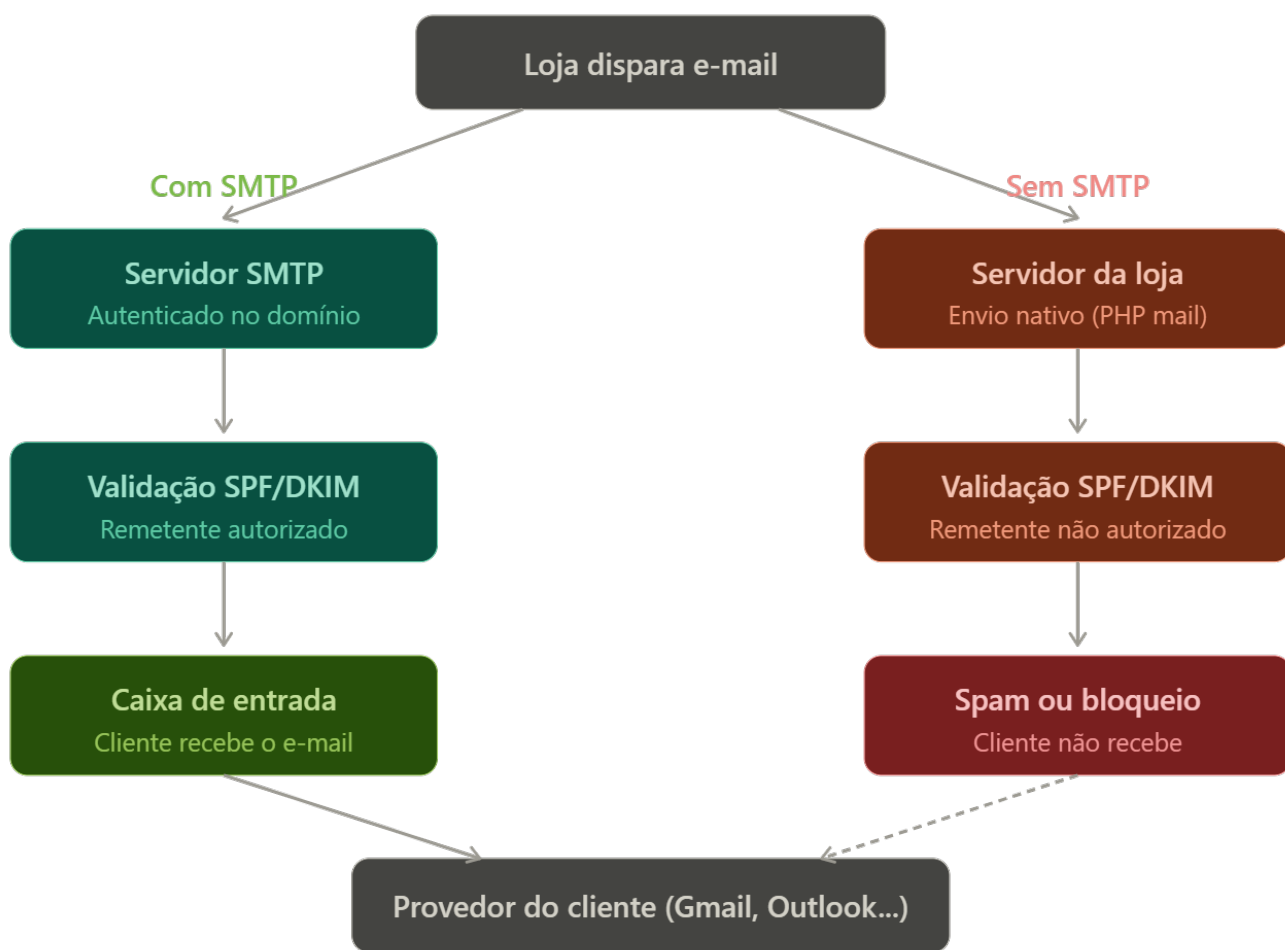 Loja dispara e-mail
Com SMTP
Sem SMTP
Servidor SMTP
Autenticado no domínio
Servidor da loja
Envio nativo (PHP mail)
Validação SPF/DKIM
Remetente autorizado
Validação SPF/DKIM
Remetente não autorizado
Caixa de entrada
Cliente recebe o e-mail
Spam ou bloqueio
Cliente não recebe
Provedor do cliente (Gmail, Outlook...)